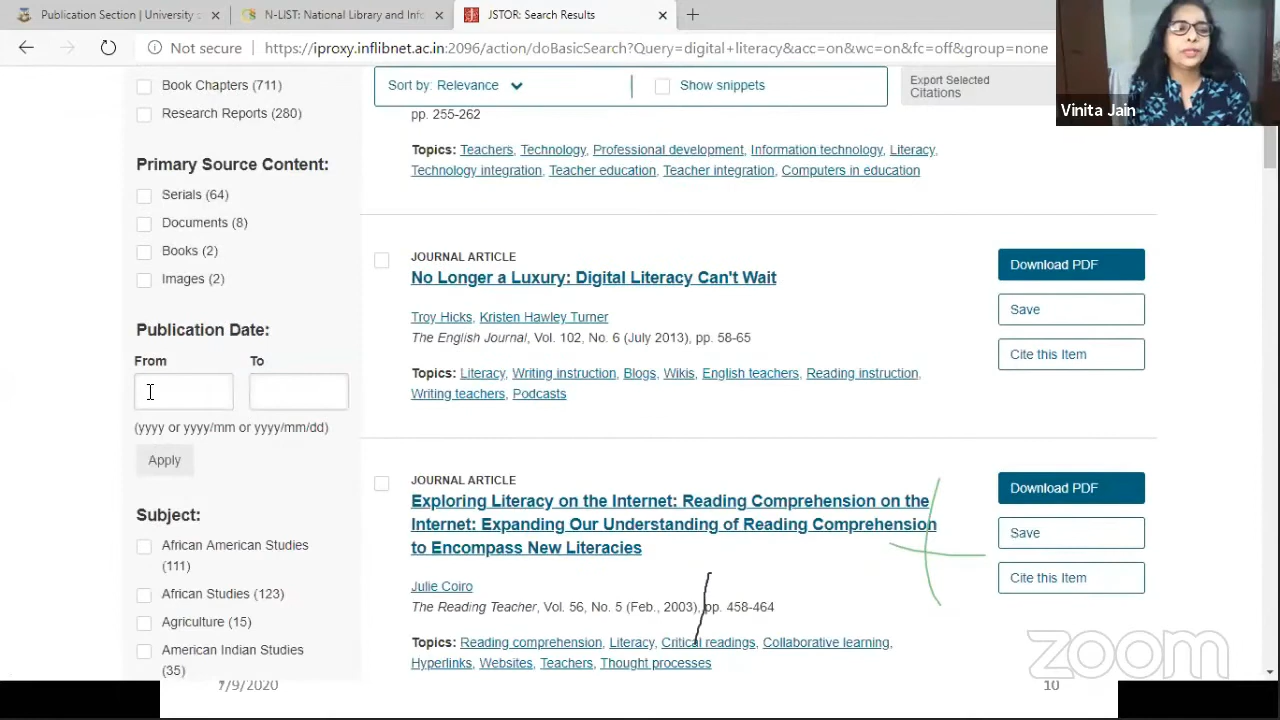 Publication Section | University
N-LIST: National Library and Inf
JSTOR: Search Results
Not secure
https://iproxy.inflibnet.ac.in:2096/action/doBasicSearch?Query=digital+literacy&acc=on&wc=on&fc=off&group=none
Vinita Jain
Book Chapters (711)
Research Reports (280)
Primary Source Content:
Serials (64)
Documents (8)
Books (2)
Images (2)
Publication Date:
From To
(yyyy or yyyy/mm or yyyy/mm/dd)
Apply
Subject:
African American Studies
(111)
African Studies (123)
Agriculture (15)
American Indian Studies
(35)
Sort by: Relevance
Show snippets
Export Selected
Citations
pp. 255-262
Topics: Teachers, Technology, Professional development, Information technology, Literacy,
Technology integration, Teacher education, Teacher integration, Computers in education
JOURNAL ARTICLE
No Longer a Luxury: Digital Literacy Can't Wait
Troy Hicks, Kristen Hawley Turner
The English Journal, Vol. 102, No. 6 (July 2013), pp. 58-65
Topics: Literacy, Writing instruction, Blogs, Wikis, English teachers, Reading instruction,
Writing teachers, Podcasts
Download PDF
Save
Cite this Item
JOURNAL ARTICLE
Exploring Literacy on the Internet: Reading Comprehension on the
Internet: Expanding Our Understanding of Reading Comprehension
to Encompass New Literacies
Julie Coiro
The Reading Teacher, Vol. 56, No. 5 (Feb., 2003), pp. 458-464
Topics: Reading comprehension, Literacy, Critical readings, Collaborative learning,
Hyperlinks, Websites, Teachers, Thought processes
Download PDF
Save
Cite this Item
zoom
7/9/2020
10